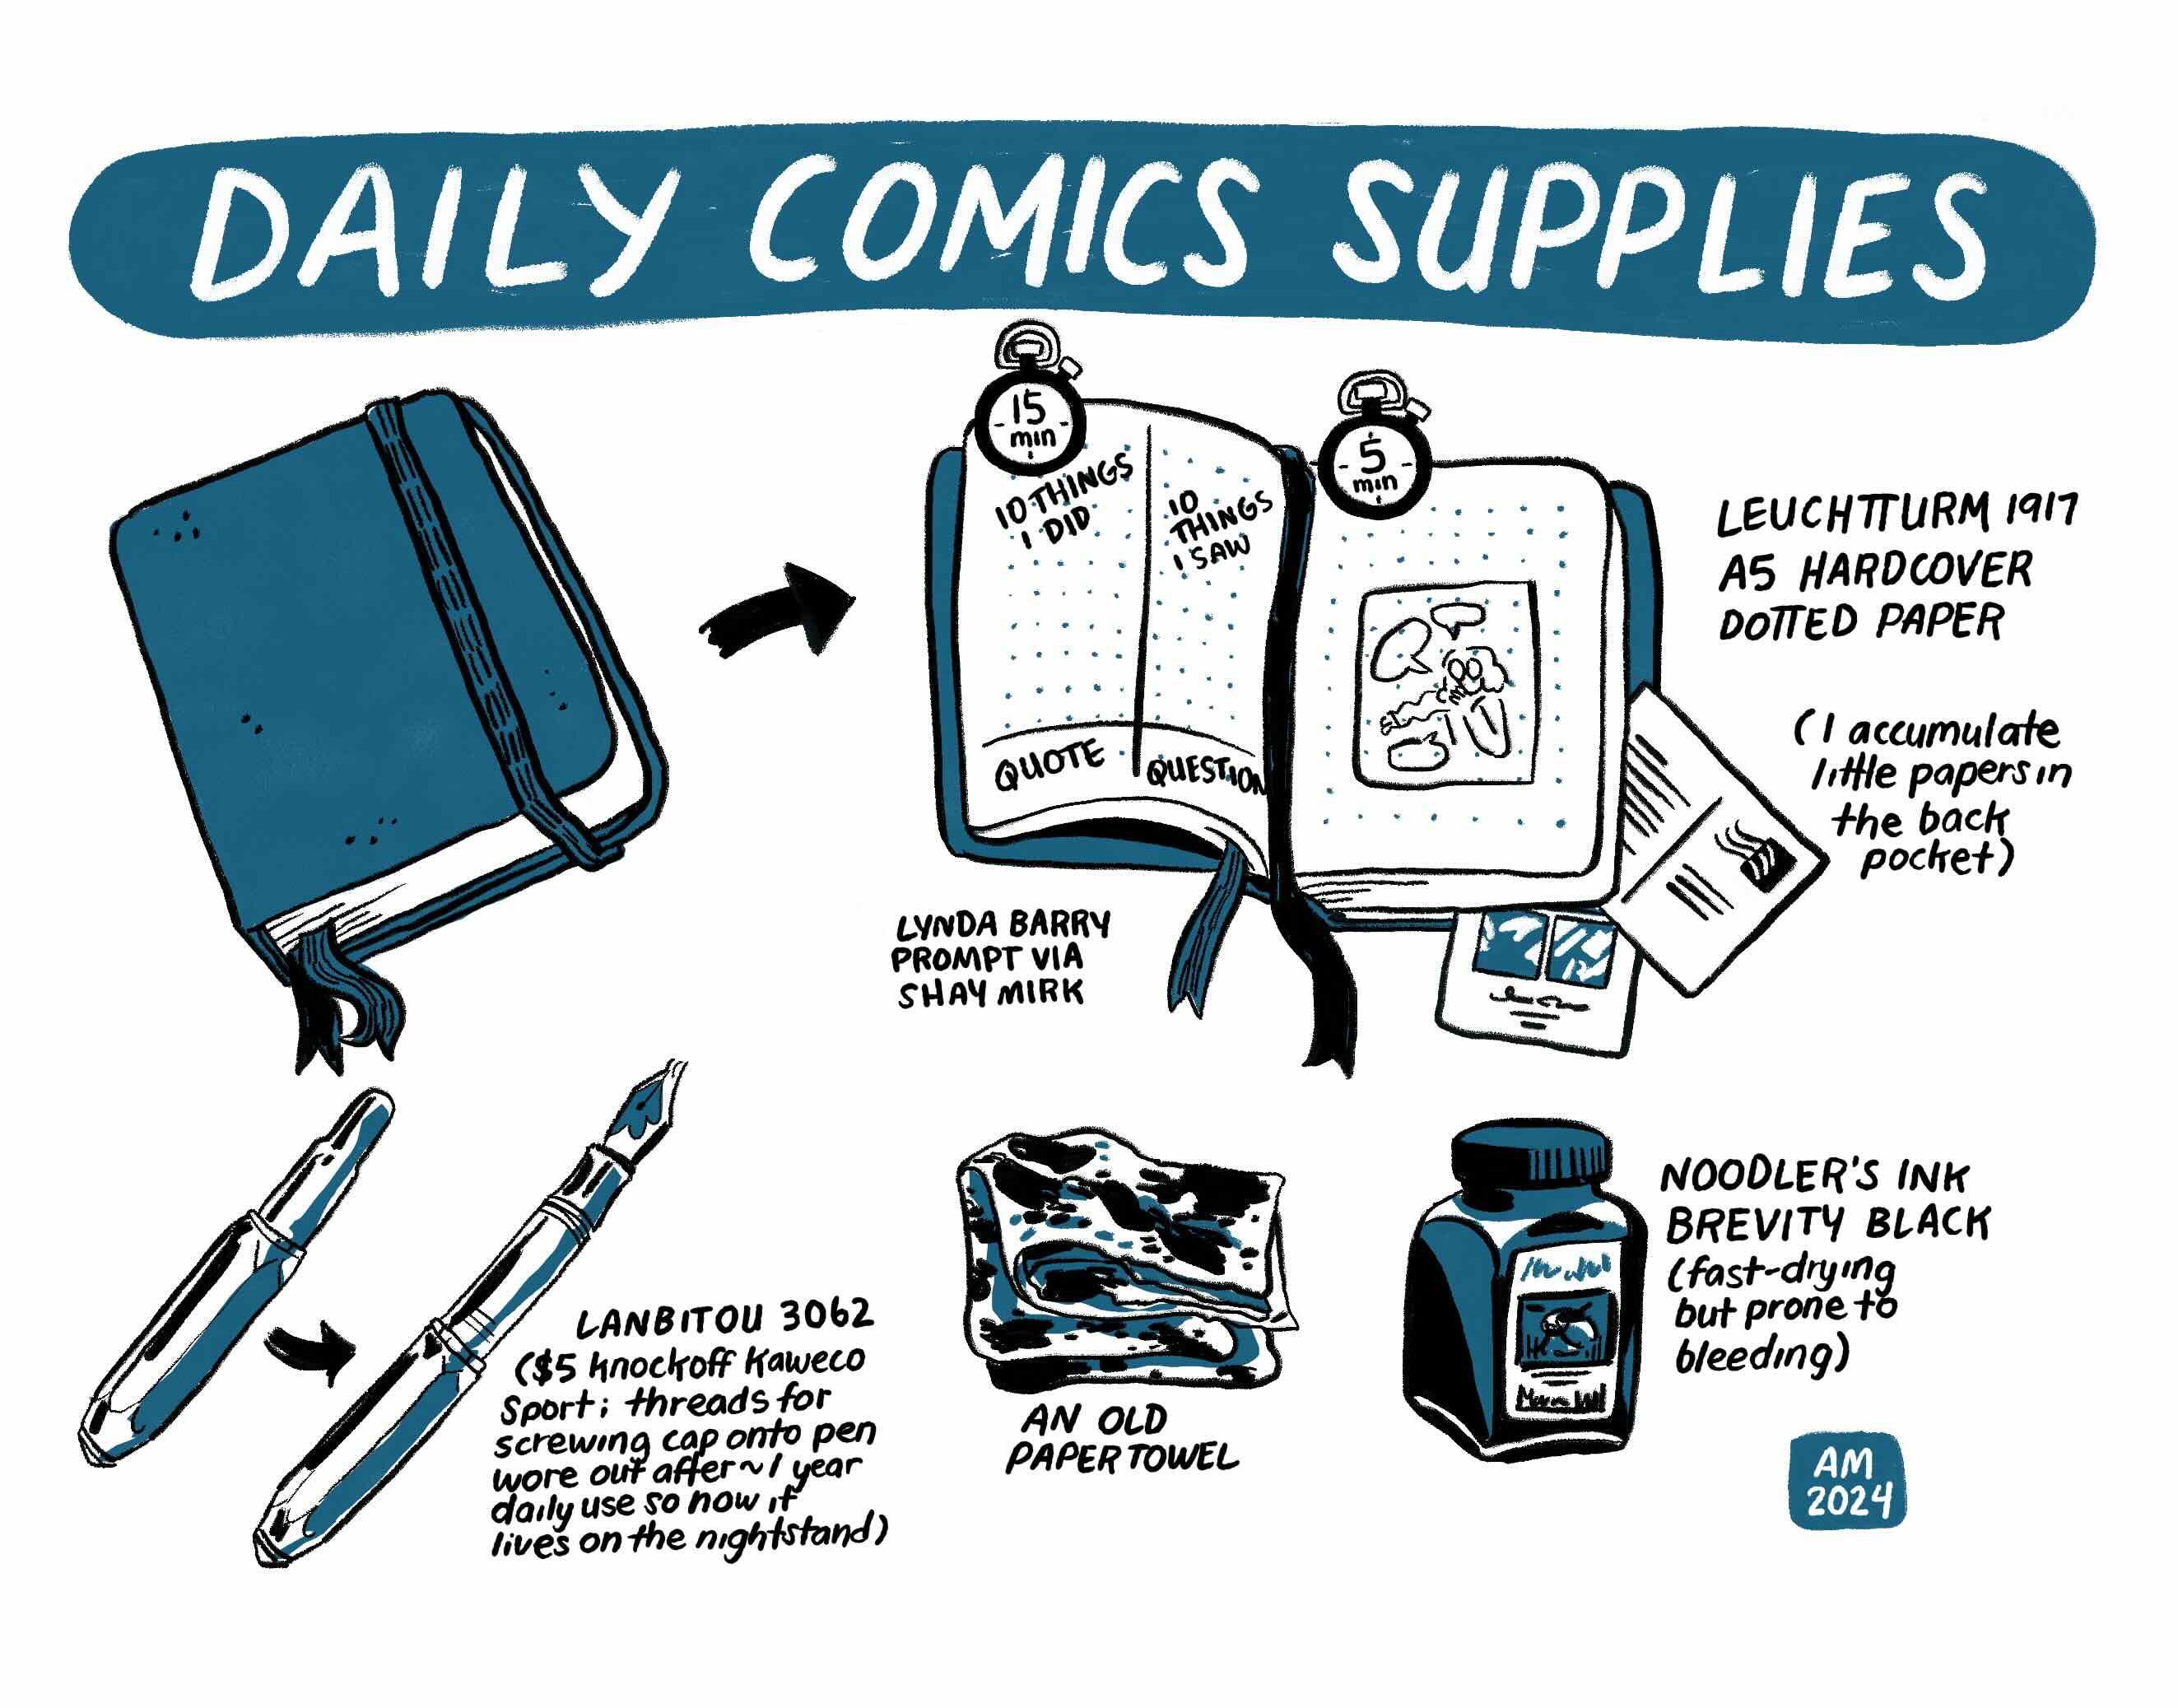 DAILY COMICS SUPPLIES
15
min
10 THINGS
I DID
10
THINGS
I SAW
QUOTE
QUESTION
5
min
LEUCHTTURM 1917
A5 HARDCOVER
DOTTED PAPER
(I accumulate
little papers in
the back
pocket)
LYNDA BARRY
PROMPT VIA
SHAY MIRK
LANBITOU 3062
($5 knockoff Kaweco
Sport; threads for
screwing cap onto pen
wore out after ~1 year
daily use so now it
lives on the nightstand)
AN OLD
PAPER TOWEL
NOODLER'S INK
BREVITY BLACK
(fast-drying
but prone to
bleeding)
AM
2024